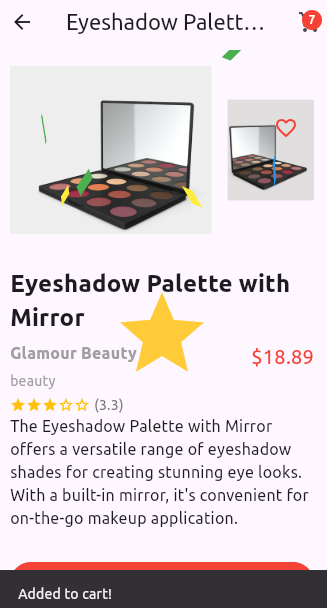 Eyeshadow Palett...
7
Eyeshadow Palette with
Mirror
Glamour Beauty
$18.89
beauty
(3.3)
The Eyeshadow Palette with Mirror
offers a versatile range of eyeshadow
shades for creating stunning eye looks.
With a built-in mirror, it's convenient for
on-the-go makeup application.
Added to cart!